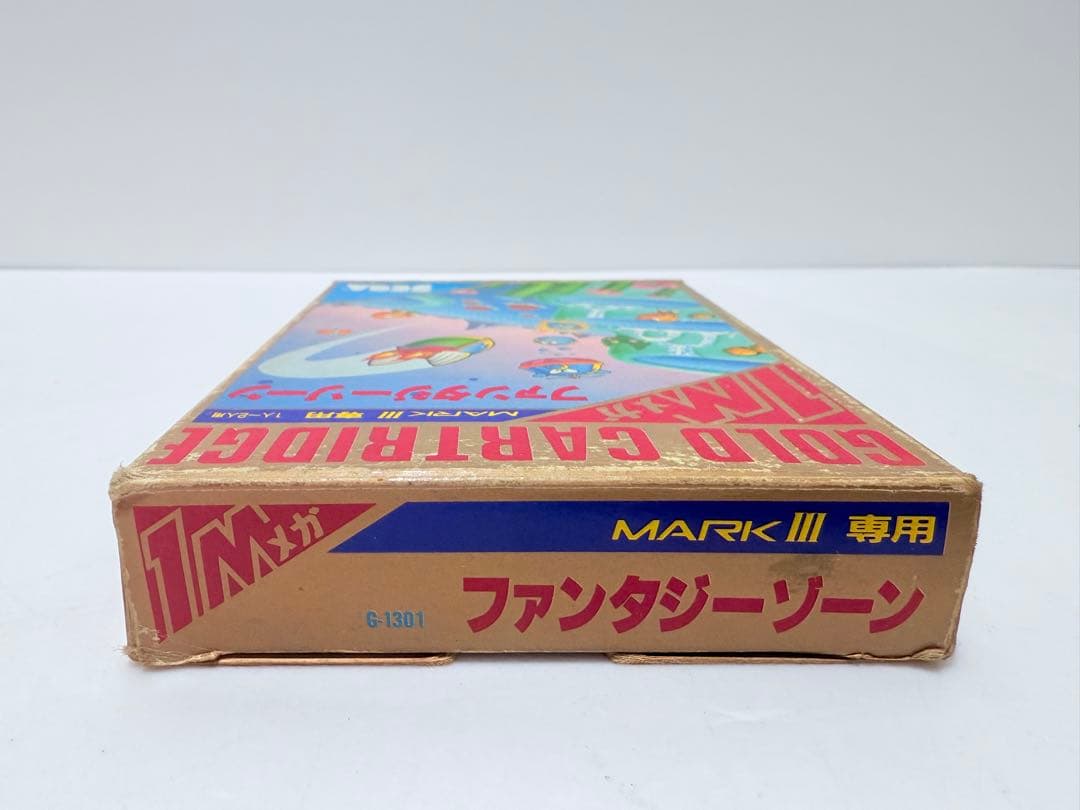 SEGA
ファンタジーゾーン
MARK III 専用 1人～2人用
1Mメガ
GOLD CARTRIDGE
1Mメガ
MARK III 専用
ファンタジーゾーン
G-1301